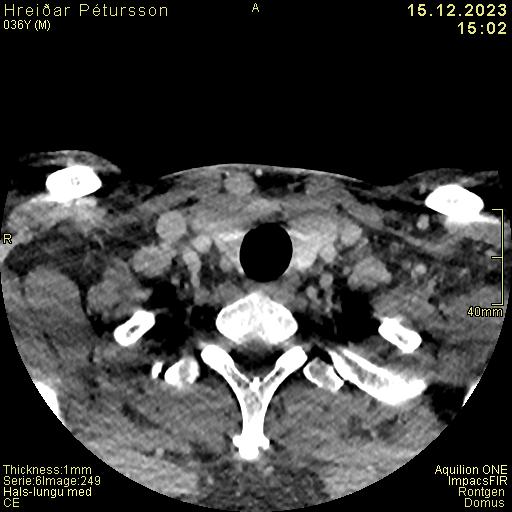 Hreiðar Pétursson
036Y (M)
A
15.12.2023
15:02
R
40mm
Thickness:1mm
Serie:6Image:249
Hals-lungu med
CE
Aquilion ONE
ImpacsFIR
Rontgen
Domus